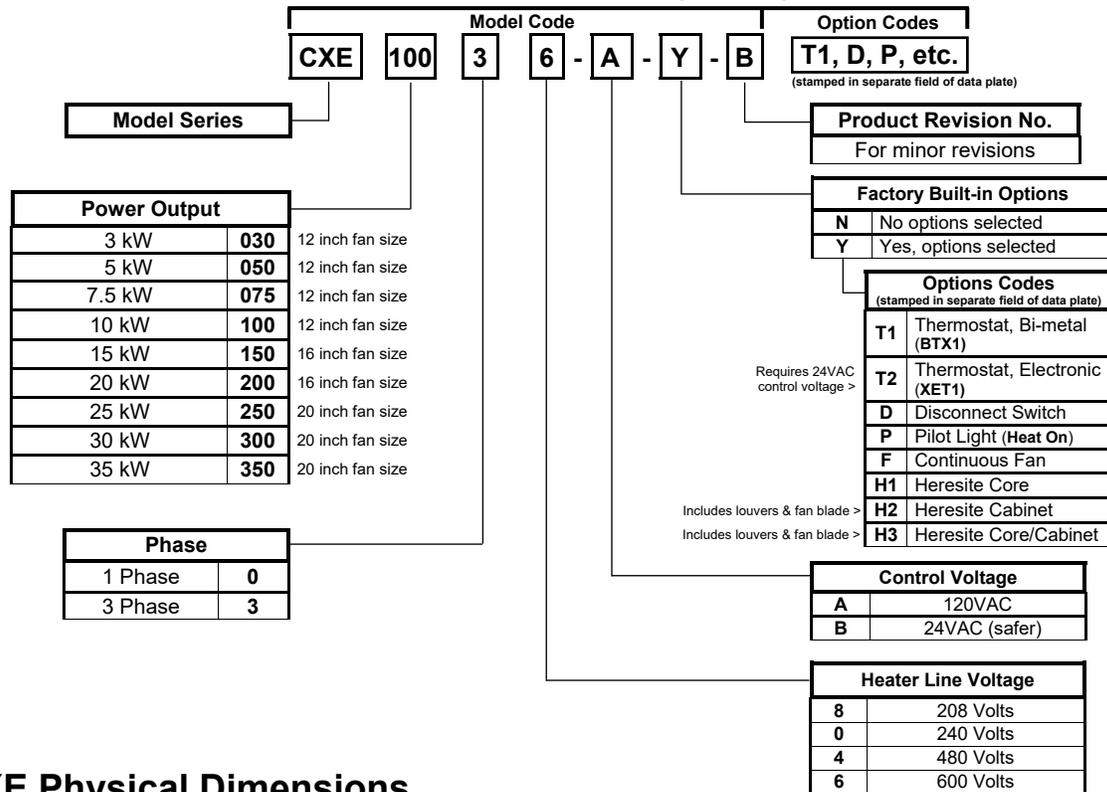 Model Code
Option Codes
CXE 100 3 6 - A - Y - B T1, D, P, etc.
(stamped in separate field of data plate)
Model Series
Product Revision No.
For minor revisions
Power Output
3 kW 030 12 inch fan size
5 kW 050 12 inch fan size
7.5 kW 075 12 inch fan size
10 kW 100 12 inch fan size
15 kW 150 16 inch fan size
20 kW 200 16 inch fan size
25 kW 250 20 inch fan size
30 kW 300 20 inch fan size
35 kW 350 20 inch fan size
Factory Built-in Options
N No options selected
Y Yes, options selected
Options Codes
(stamped in separate field of data plate)
T1 Thermostat, Bi-metal
(BTX1)
Requires 24VAC
control voltage >
T2 Thermostat, Electronic
(XET1)
D Disconnect Switch
P Pilot Light (Heat On)
F Continuous Fan
H1 Heresite Core
Includes louvers & fan blade > H2 Heresite Cabinet
Includes louvers & fan blade > H3 Heresite Core/Cabinet
Phase
1 Phase 0
3 Phase 3
Control Voltage
A 120VAC
B 24VAC (safer)
Heater Line Voltage
8 208 Volts
0 240 Volts
4 480 Volts
6 600 Volts
Physical Dimensions